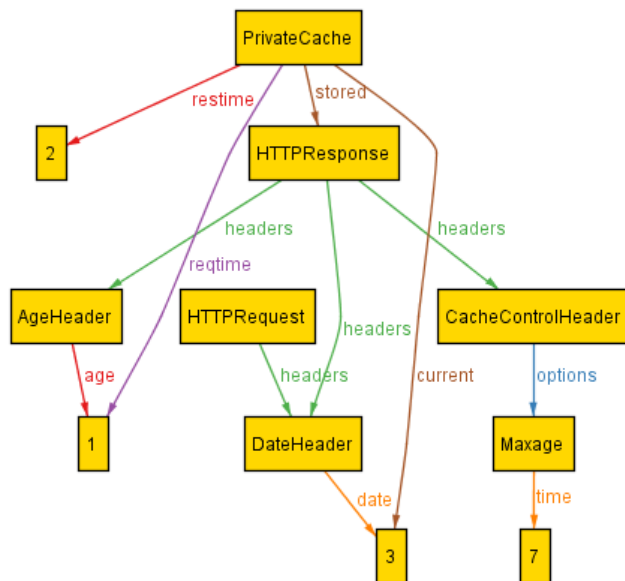 PrivateCache
restime
stored
2
HTTPResponse
headers
headers
reqtime
AgeHeader
HTTPRequest
headers
CacheControlHeader
age
headers
current
options
1
DateHeader
Maxage
date
time
3
7